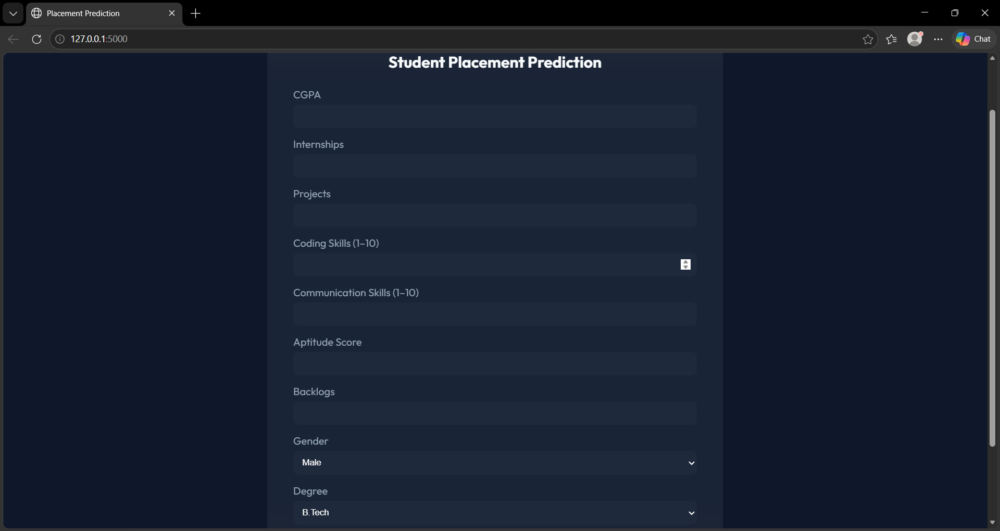 Placement Prediction
127.0.0.1:5000
Chat
Student Placement Prediction
CGPA
Internships
Projects
Coding Skills (1–10)
Communication Skills (1–10)
Aptitude Score
Backlogs
Gender
Male
Degree
B.Tech